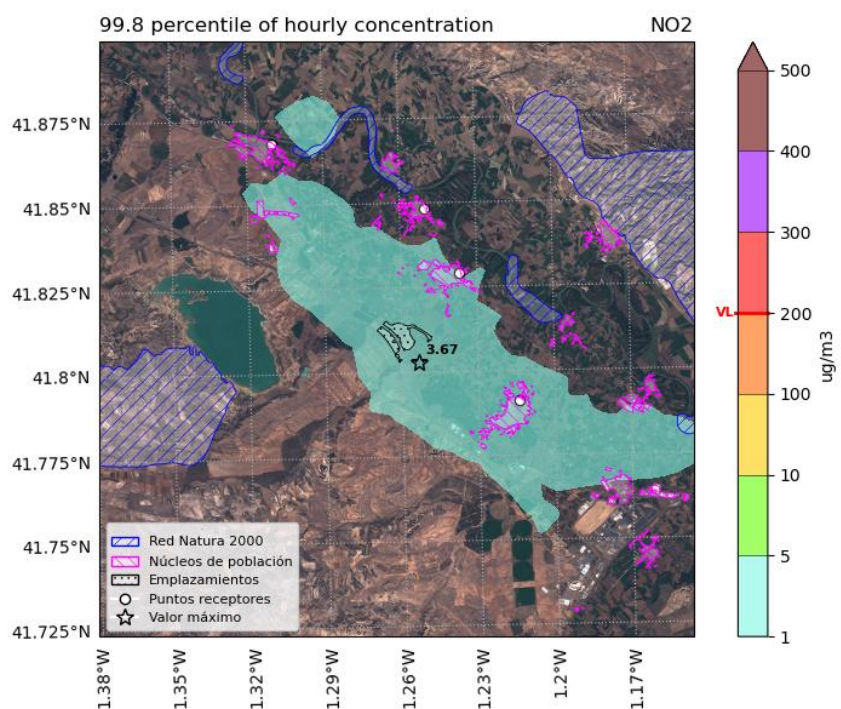 99.8 percentile of hourly concentration NO2
41.875°N
41.85°N
41.825°N
41.8°N
41.775°N
41.75°N
41.725°N
3.67
Red Natura 2000
Núcleos de población
Emplazamientos
Puntos receptores
Valor máximo
1.38°W
1.35°W
1.32°W
1.29°W
1.26°W
1.23°W
1.2°W
1.17°W
500
400
300
VL
200
100
10
5
1
ug/m3